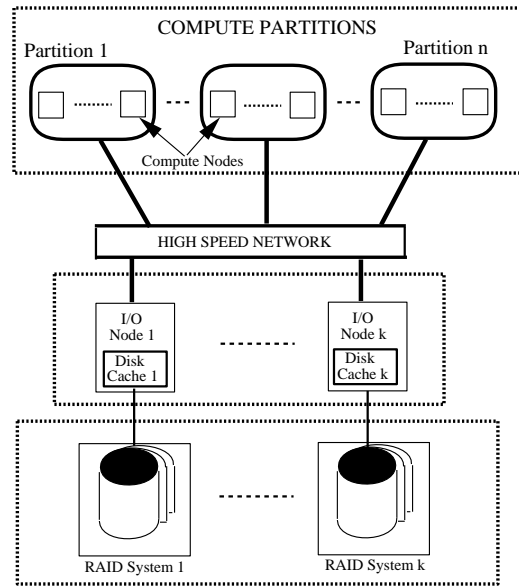 COMPUTE PARTITIONS
Partition 1
Partition n
Compute Nodes
HIGH SPEED NETWORK
I/O
Node 1
Disk
Cache 1
I/O
Node k
Disk
Cache k
RAID System 1
RAID System k